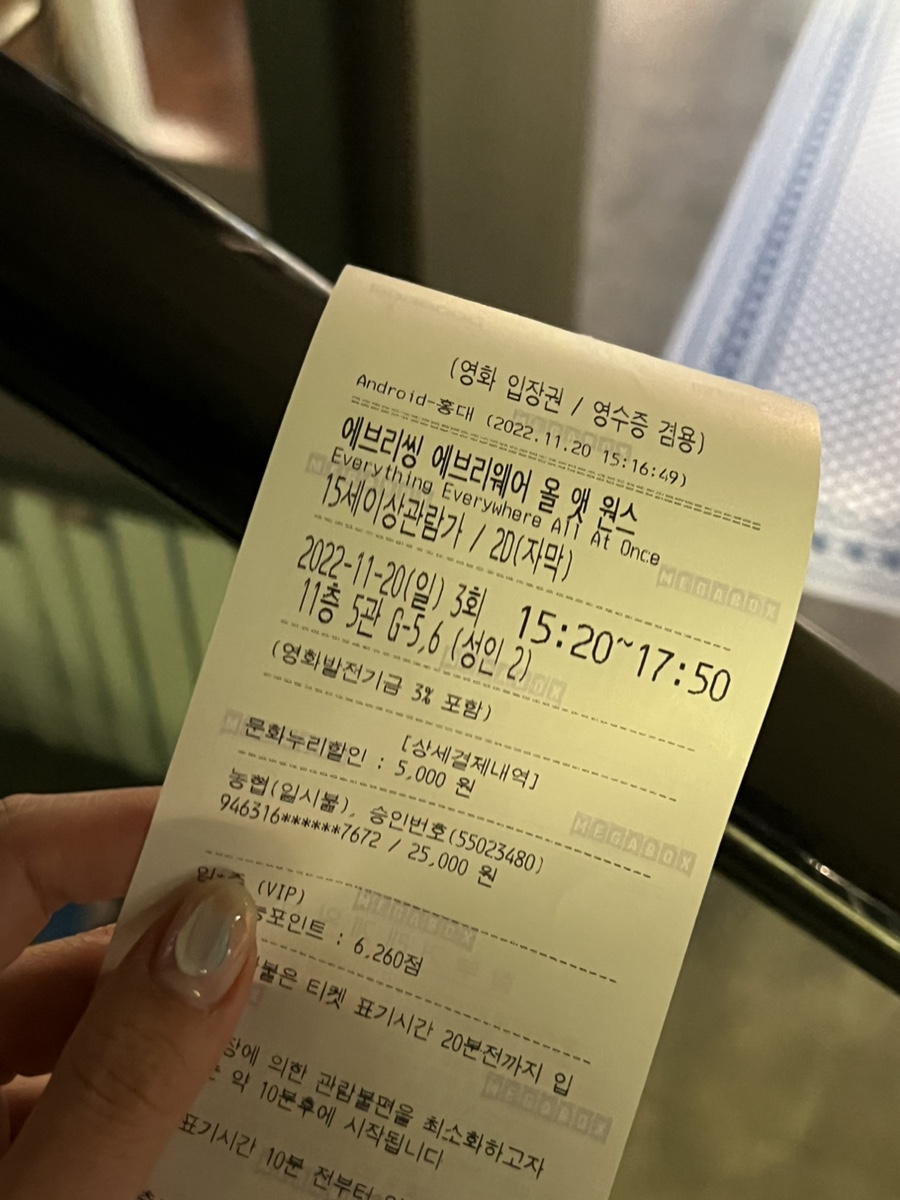 (영화 입장권 / 영수증 겸용)
Android-홍대 (2022.11.20 15:16:49)
에브리씽 에브리웨어 올 앳 원스
Everything Everywhere All At Once
15세이상관람가 / 2D(자막)
2022-11-20(일) 3회 15:20~17:50
11층 5관 G-5,6 (성인 2)
(영화발전기금 3% 포함)
[상세결제내역]
문화누리할인 : 5,000 원
농협(일시불), 승인번호(55023480)
946316******7672 / 25,000 원
(VIP)
포인트 : 6,260점
티켓 표기시간 20분전까지 입
의한 관람불편을 최소화하고자
약 10분후에 시작됩니다
표기시간 10분 전부터
MEGABOX
MEGABOX
MEGABOX
MEGABOX